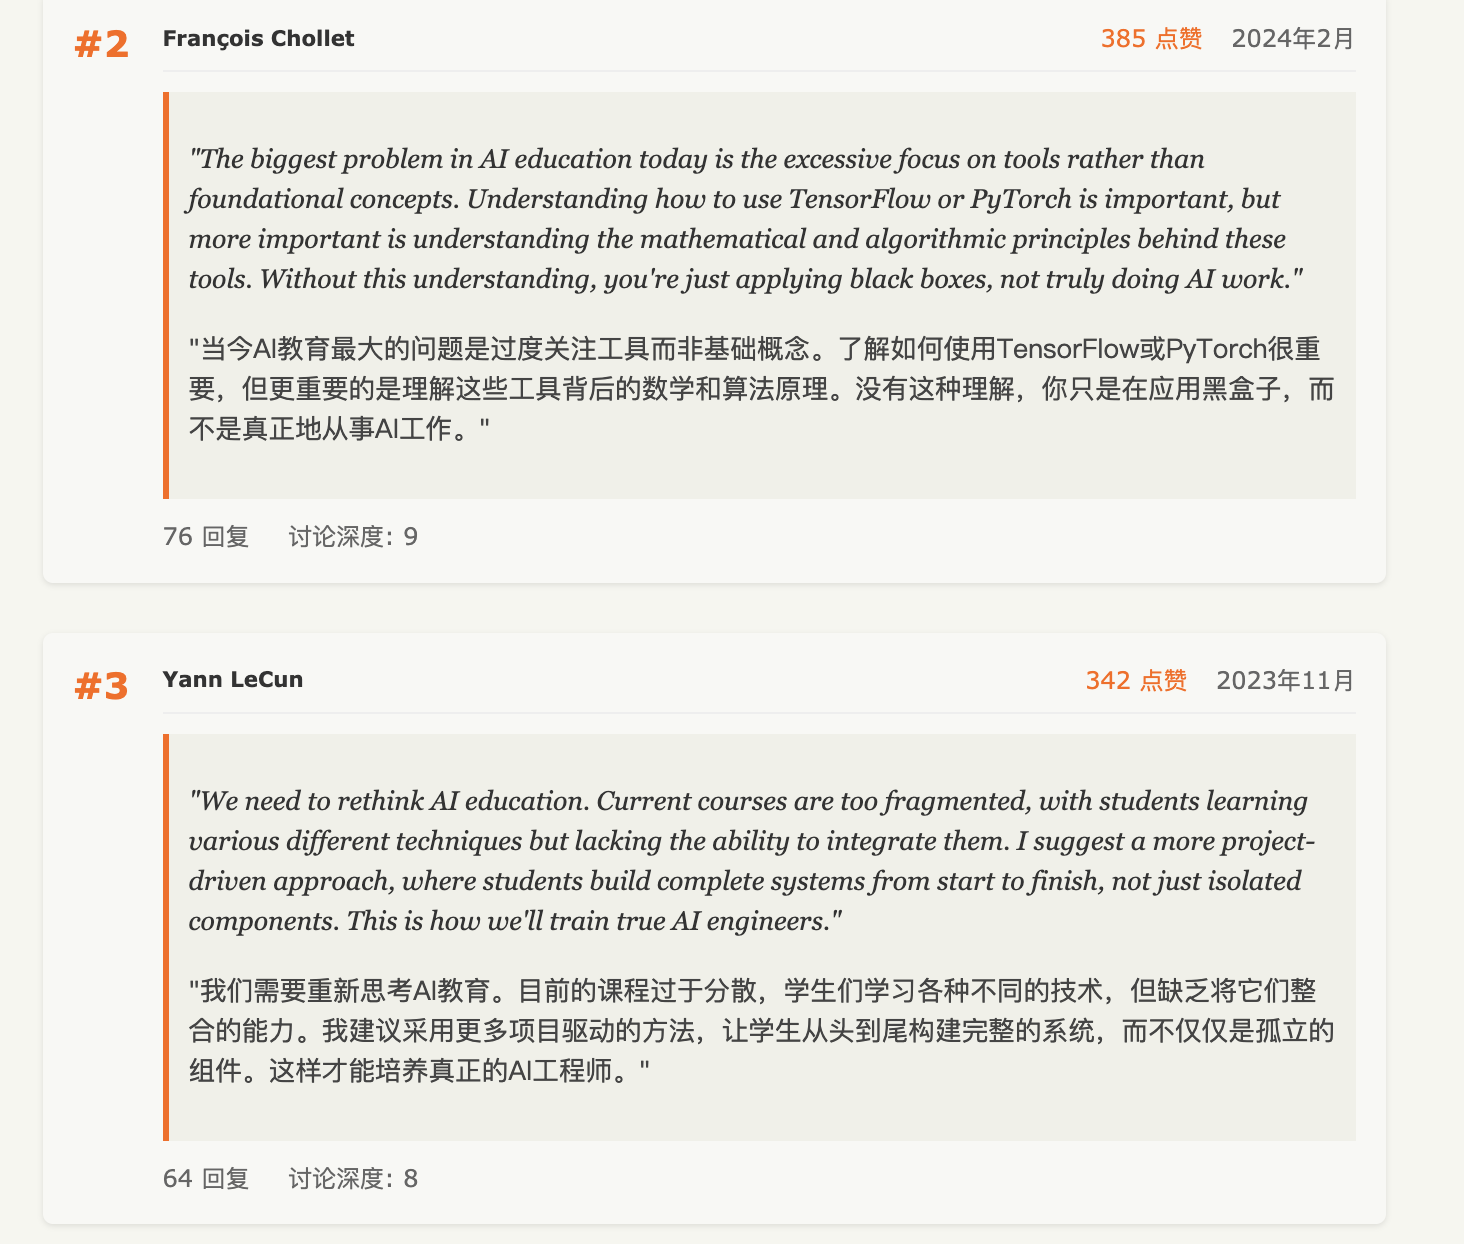 #2
François Chollet
385 点赞 2024年2月
"The biggest problem in AI education today is the excessive focus on tools rather than
foundational concepts. Understanding how to use TensorFlow or PyTorch is important, but
more important is understanding the mathematical and algorithmic principles behind these
tools. Without this understanding, you're just applying black boxes, not truly doing AI work."
"当今AI教育最大的问题是过度关注工具而非基础概念。了解如何使用TensorFlow或PyTorch很重
要，但更重要的是理解这些工具背后的数学和算法原理。没有这种理解，你只是在应用黑盒子，而
不是真正地从事AI工作。"
76 回复 讨论深度: 9
#3
Yann LeCun
342 点赞 2023年11月
"We need to rethink AI education. Current courses are too fragmented, with students learning
various different techniques but lacking the ability to integrate them. I suggest a more project-
driven approach, where students build complete systems from start to finish, not just isolated
components. This is how we'll train true AI engineers."
"我们需要重新思考AI教育。目前的课程过于分散，学生们学习各种不同的技术，但缺乏将它们整
合的能力。我建议采用更多项目驱动的方法，让学生从头到尾构建完整的系统，而不仅仅是孤立的
组件。这样才能培养真正的AI工程师。"
64 回复 讨论深度: 8